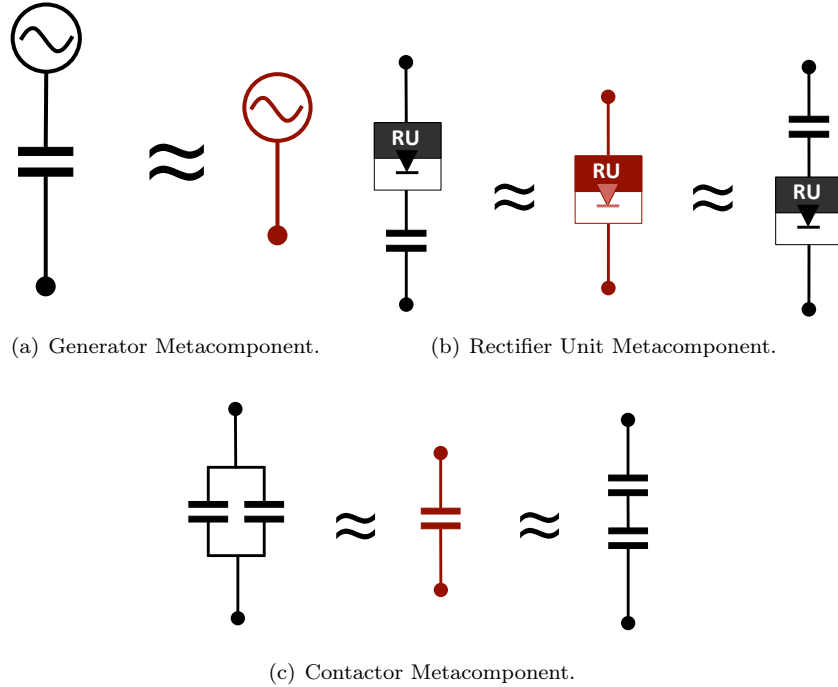 RU
RU
RU
(a) Generator Metacomponent.
(b) Rectifier Unit Metacomponent.
(c) Contactor Metacomponent.